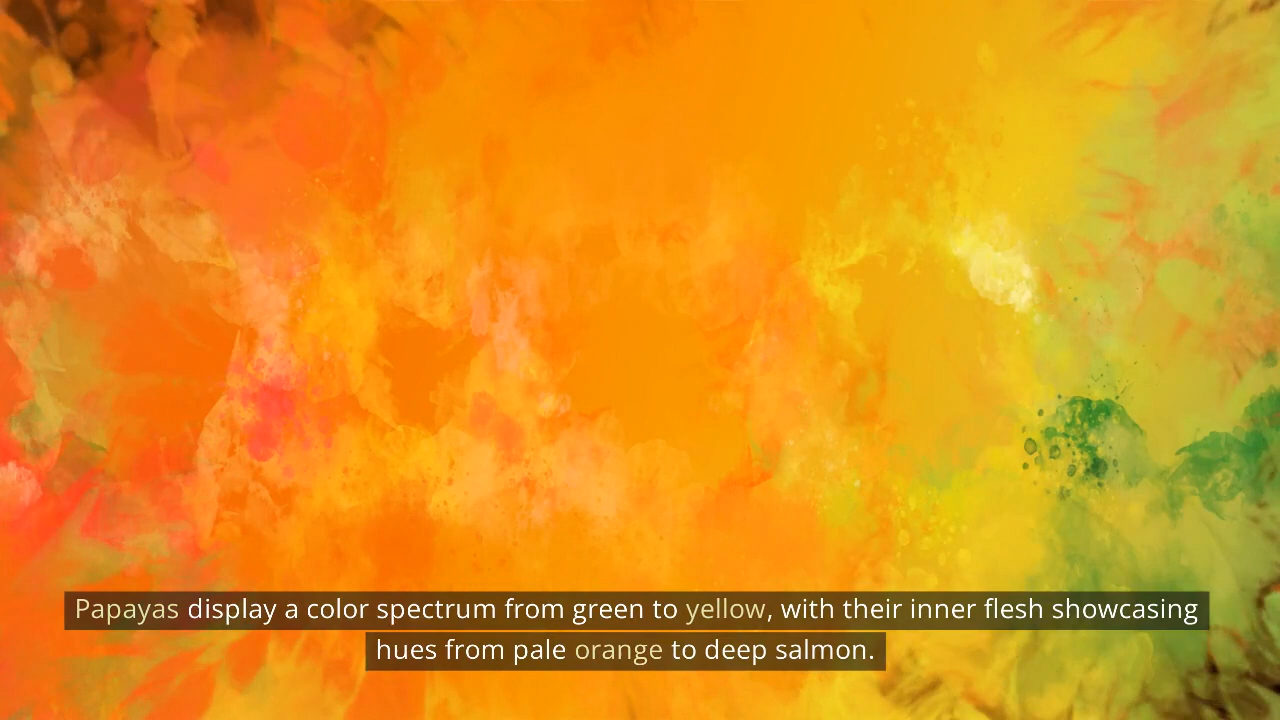 Papayas display a color spectrum from green to yellow, with their inner flesh showcasing
hues from pale orange to deep salmon.